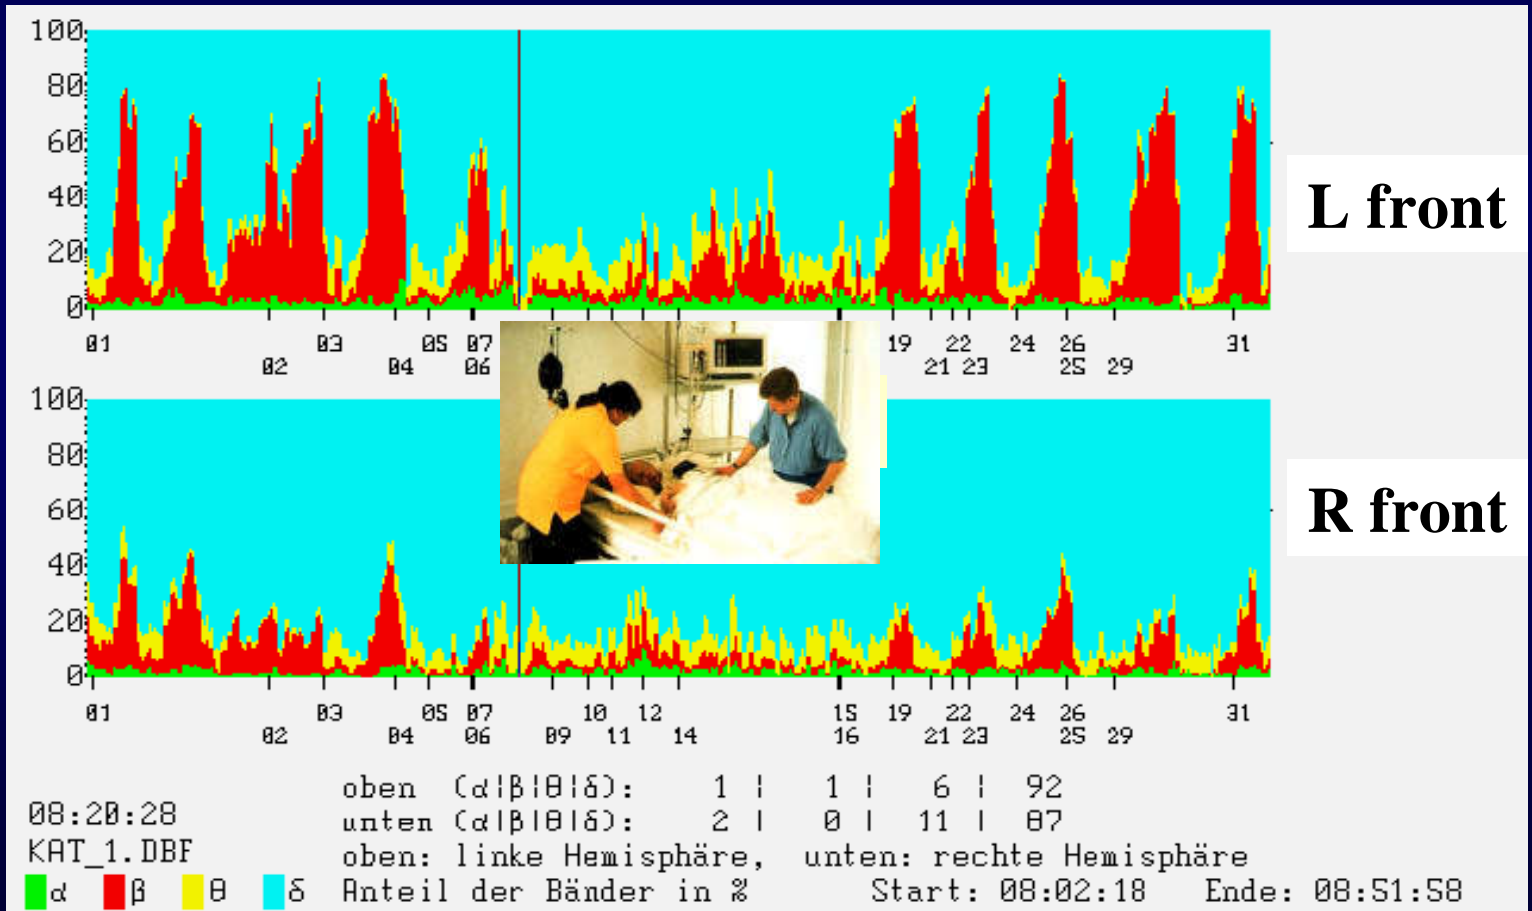 100
80
60
40
20
0
01 03 05 07 19 22 24 26 31
02 04 06 21 23 25 29
L front
100
80
60
40
20
0
01 03 05 07 10 12 15 19 22 24 26 31
02 04 06 09 11 14 16 21 23 25 29
R front
oben (α|β|θ|δ): 1 | 1 | 6 | 92
08:20:28
unten (α|β|θ|δ): 2 | 0 | 11 | 87
KAT_1.DBF
oben: linke Hemisphäre, unten: rechte Hemisphäre
α β θ δ Anteil der Bänder in % Start: 08:02:18 Ende: 08:51:58